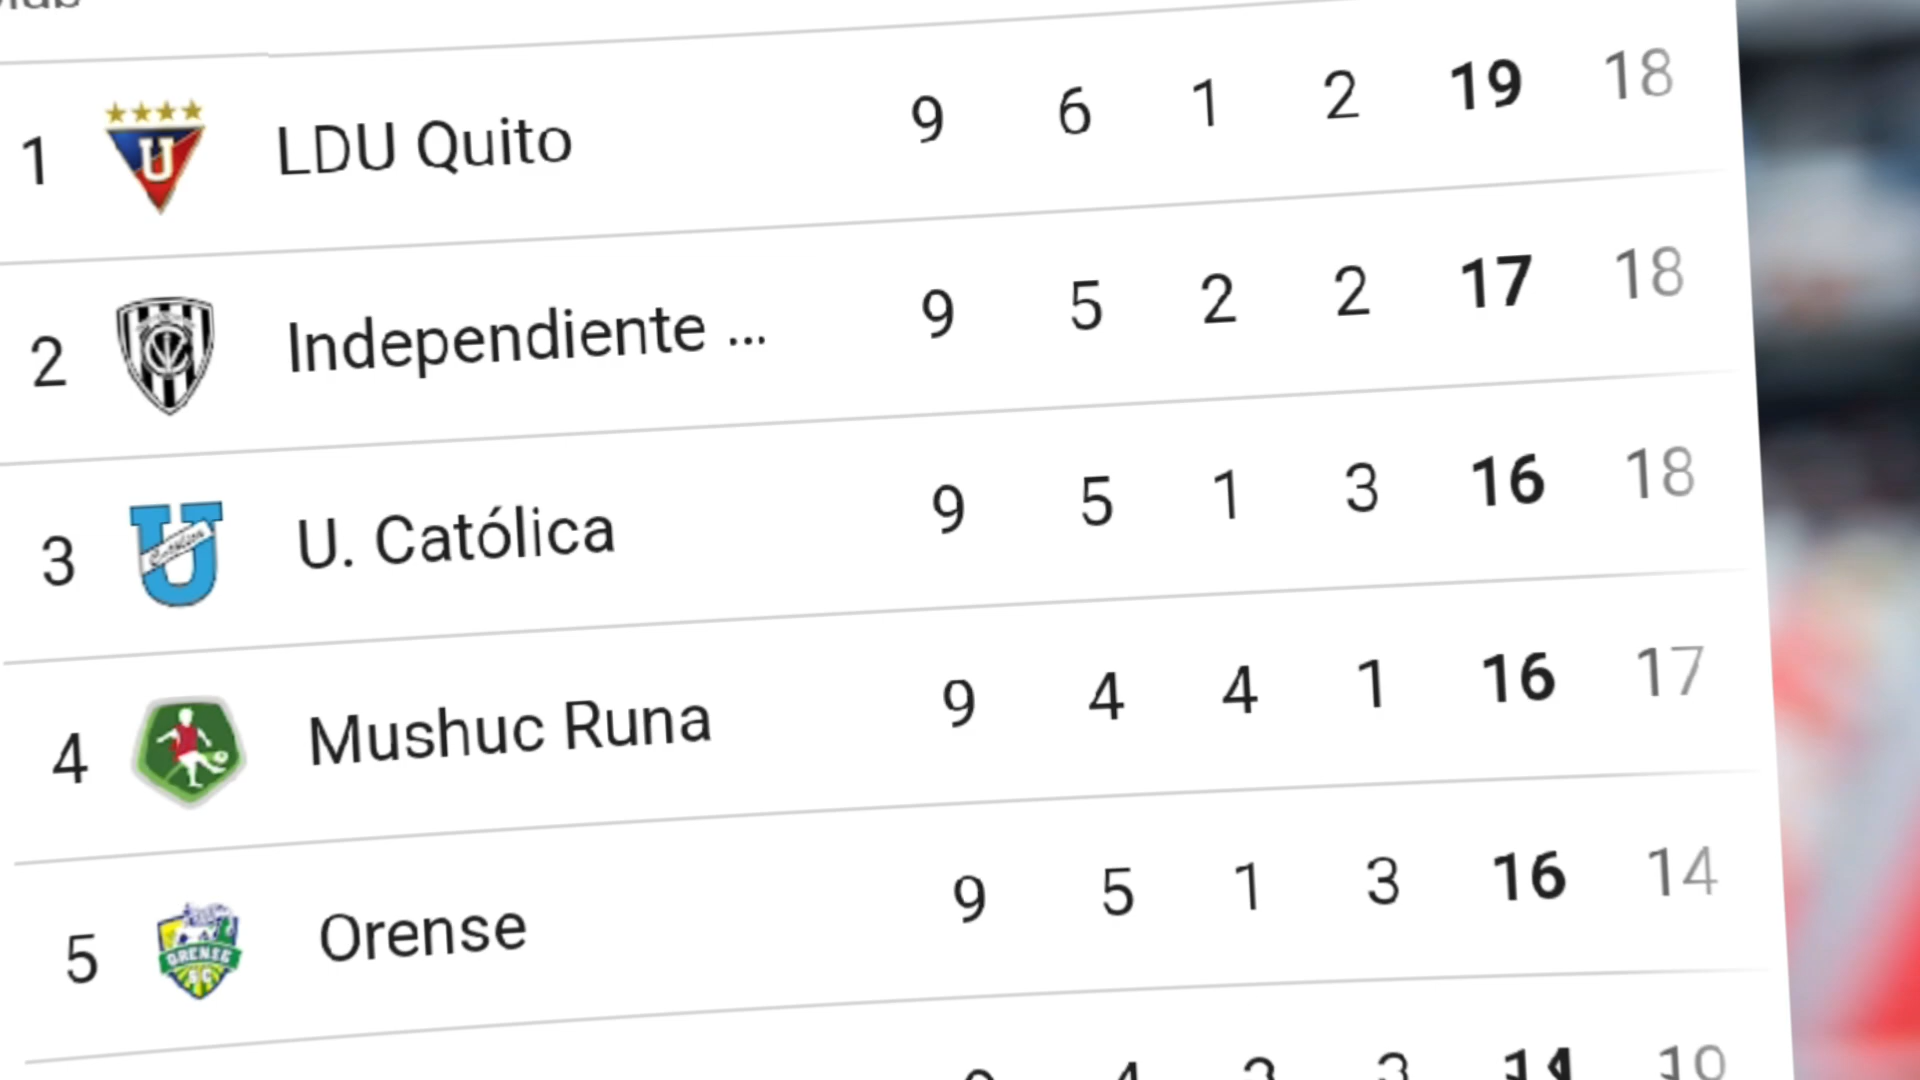 1 U LDU Quito 9 6 1 2 19 18
2 Independiente ... 9 5 2 2 17 18
3 U. Católica 9 5 1 3 16 18
4 Mushuc Runa 9 4 4 1 16 17
5 ORENSE SC Orense 9 5 1 3 16 14